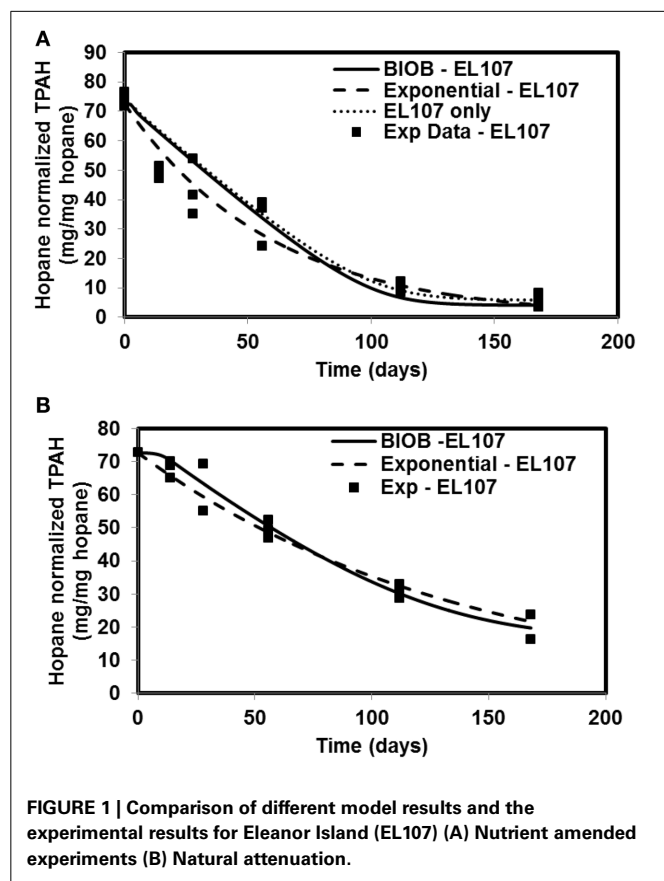 A
Hopane normalized TPAH
(mg/mg hopane)
90
80
70
60
50
40
30
20
10
0
BIOB - EL107
Exponential - EL107
EL107 only
Exp Data - EL107
0
50
100
150
200
Time (days)
B
Hopane normalized TPAH
(mg/mg hopane)
80
70
60
50
40
30
20
10
0
BIOB -EL107
Exponential - EL107
Exp - EL107
0
50
100
150
200
Time (days)
FIGURE 1 | Comparison of different model results and the
experimental results for Eleanor Island (EL107) (A) Nutrient amended
experiments (B) Natural attenuation.